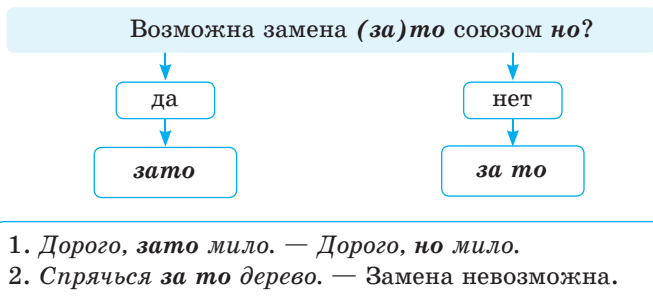 Возможна замена (за)то союзом но?
да нет
зато за то
1. Дорого, зато мило. — Дорого, но мило.
2. Спрячься за то дерево. — Замена невозможна.